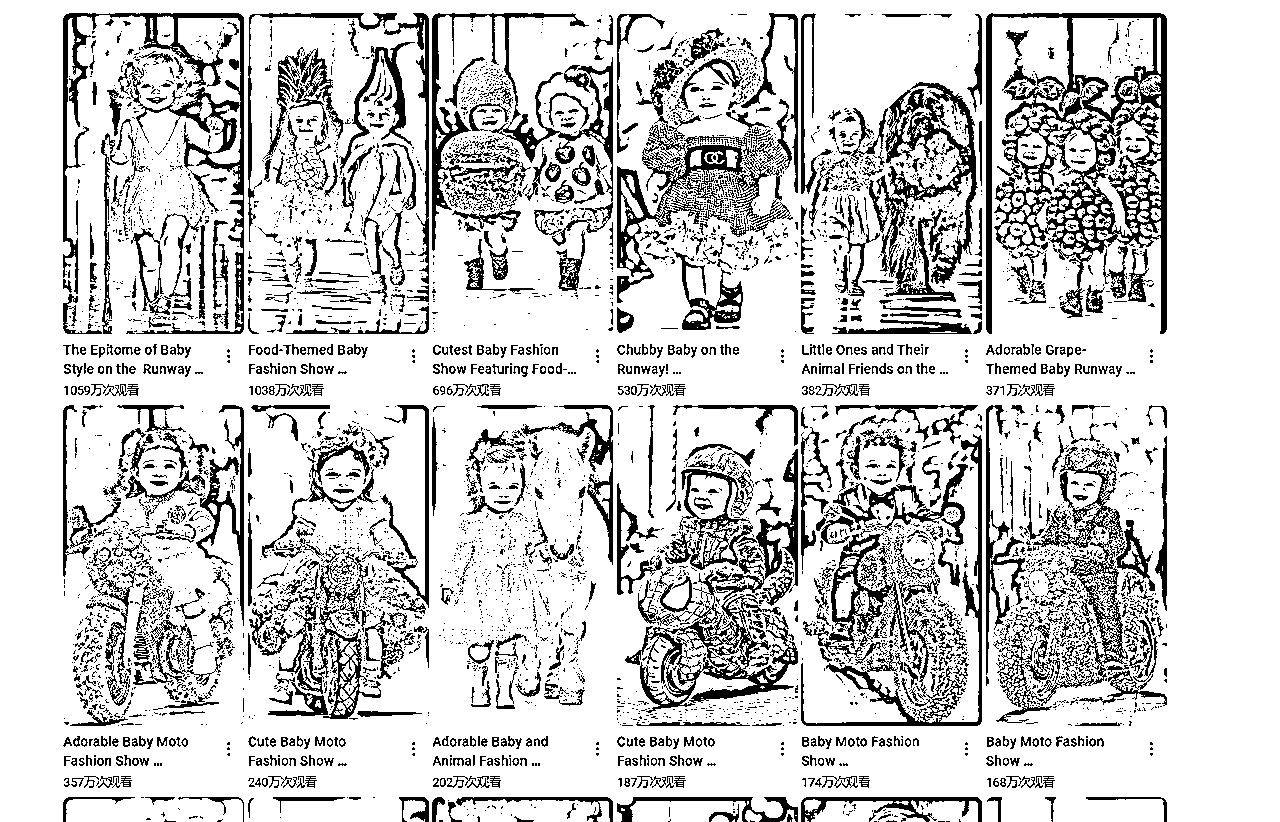 The Epitome of Baby
Style on the Runway ...
1059万次观看
Food-Themed Baby
Fashion Show ...
1038万次观看
Cutest Baby Fashion
Show Featuring Food-...
696万次观看
Chubby Baby on the
Runway! ...
530万次观看
Little Ones and Their
Animal Friends on the ...
382万次观看
Adorable Grape-
Themed Baby Runway ...
371万次观看
Adorable Baby Moto
Fashion Show ...
357万次观看
Cute Baby Moto
Fashion Show ...
240万次观看
Adorable Baby and
Animal Fashion ...
202万次观看
Cute Baby Moto
Fashion Show ...
187万次观看
Baby Moto Fashion
Show ...
174万次观看
Baby Moto Fashion
Show ...
168万次观看